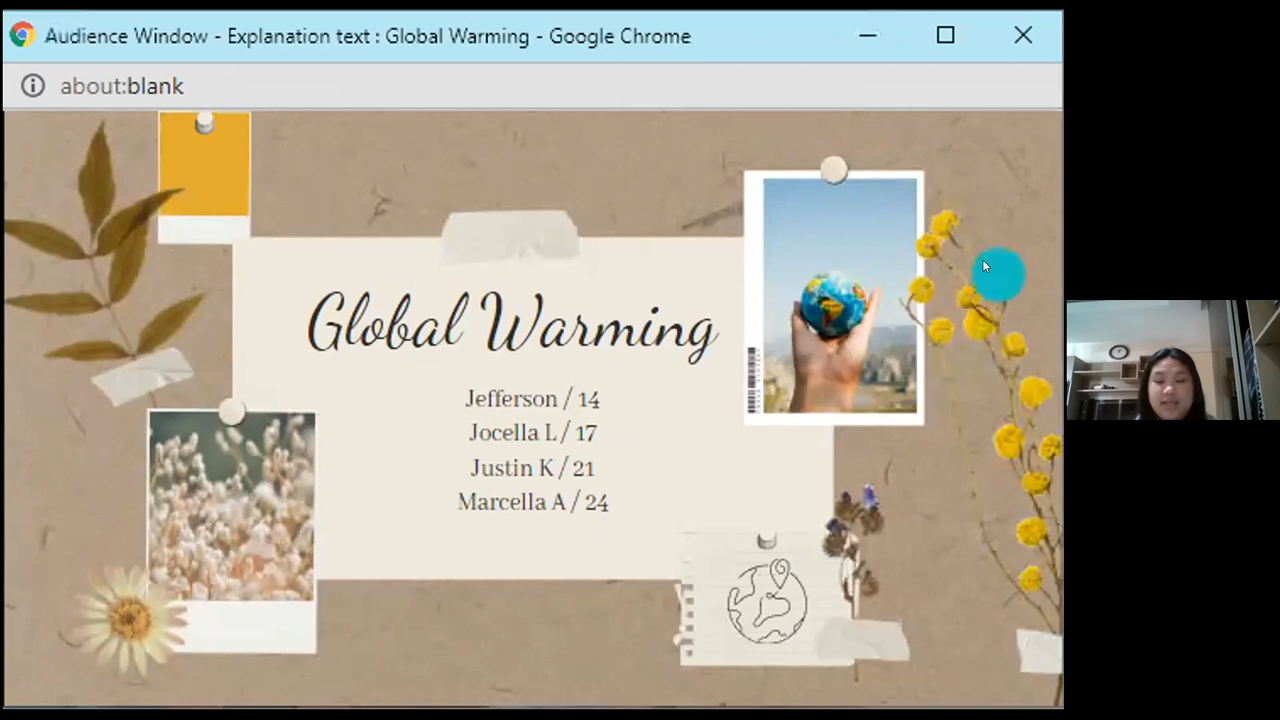 Audience Window - Explanation text : Global Warming - Google Chrome
about:blank
Global Warming
Jefferson / 14
Jocella L / 17
Justin K / 21
Marcella A / 24